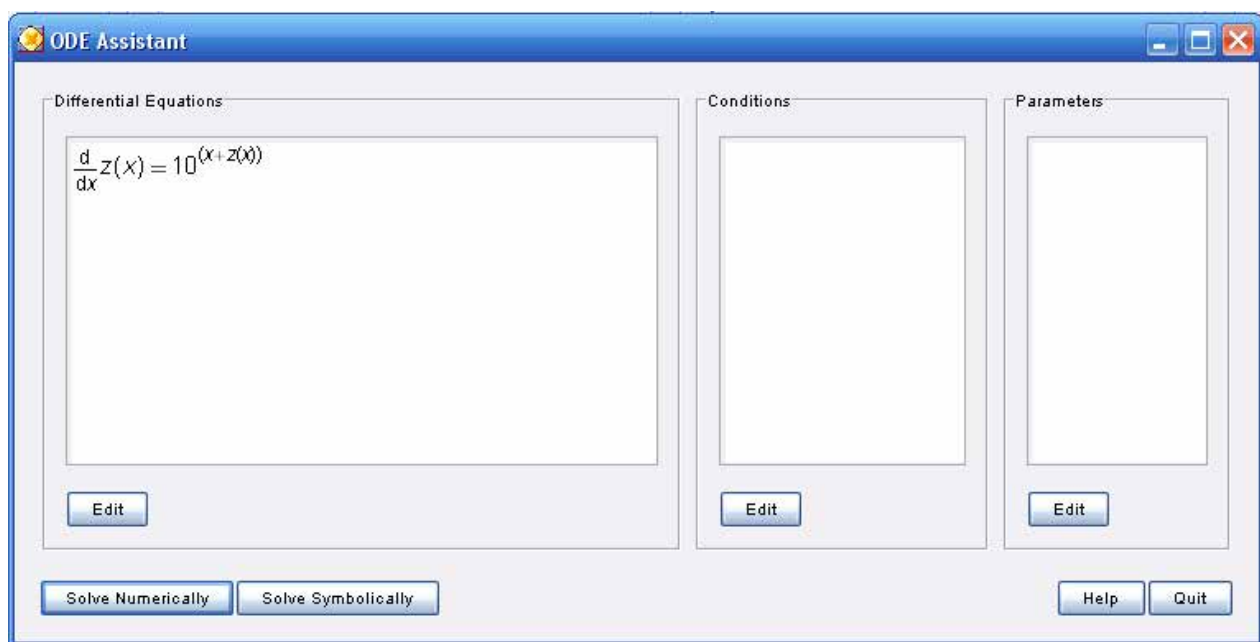 ODE Assistant
Differential Equations
Conditions
Parameters
d/dx z(x) = 10^(x+z(x))
Edit
Edit
Edit
Solve Numerically
Solve Symbolically
Help
Quit